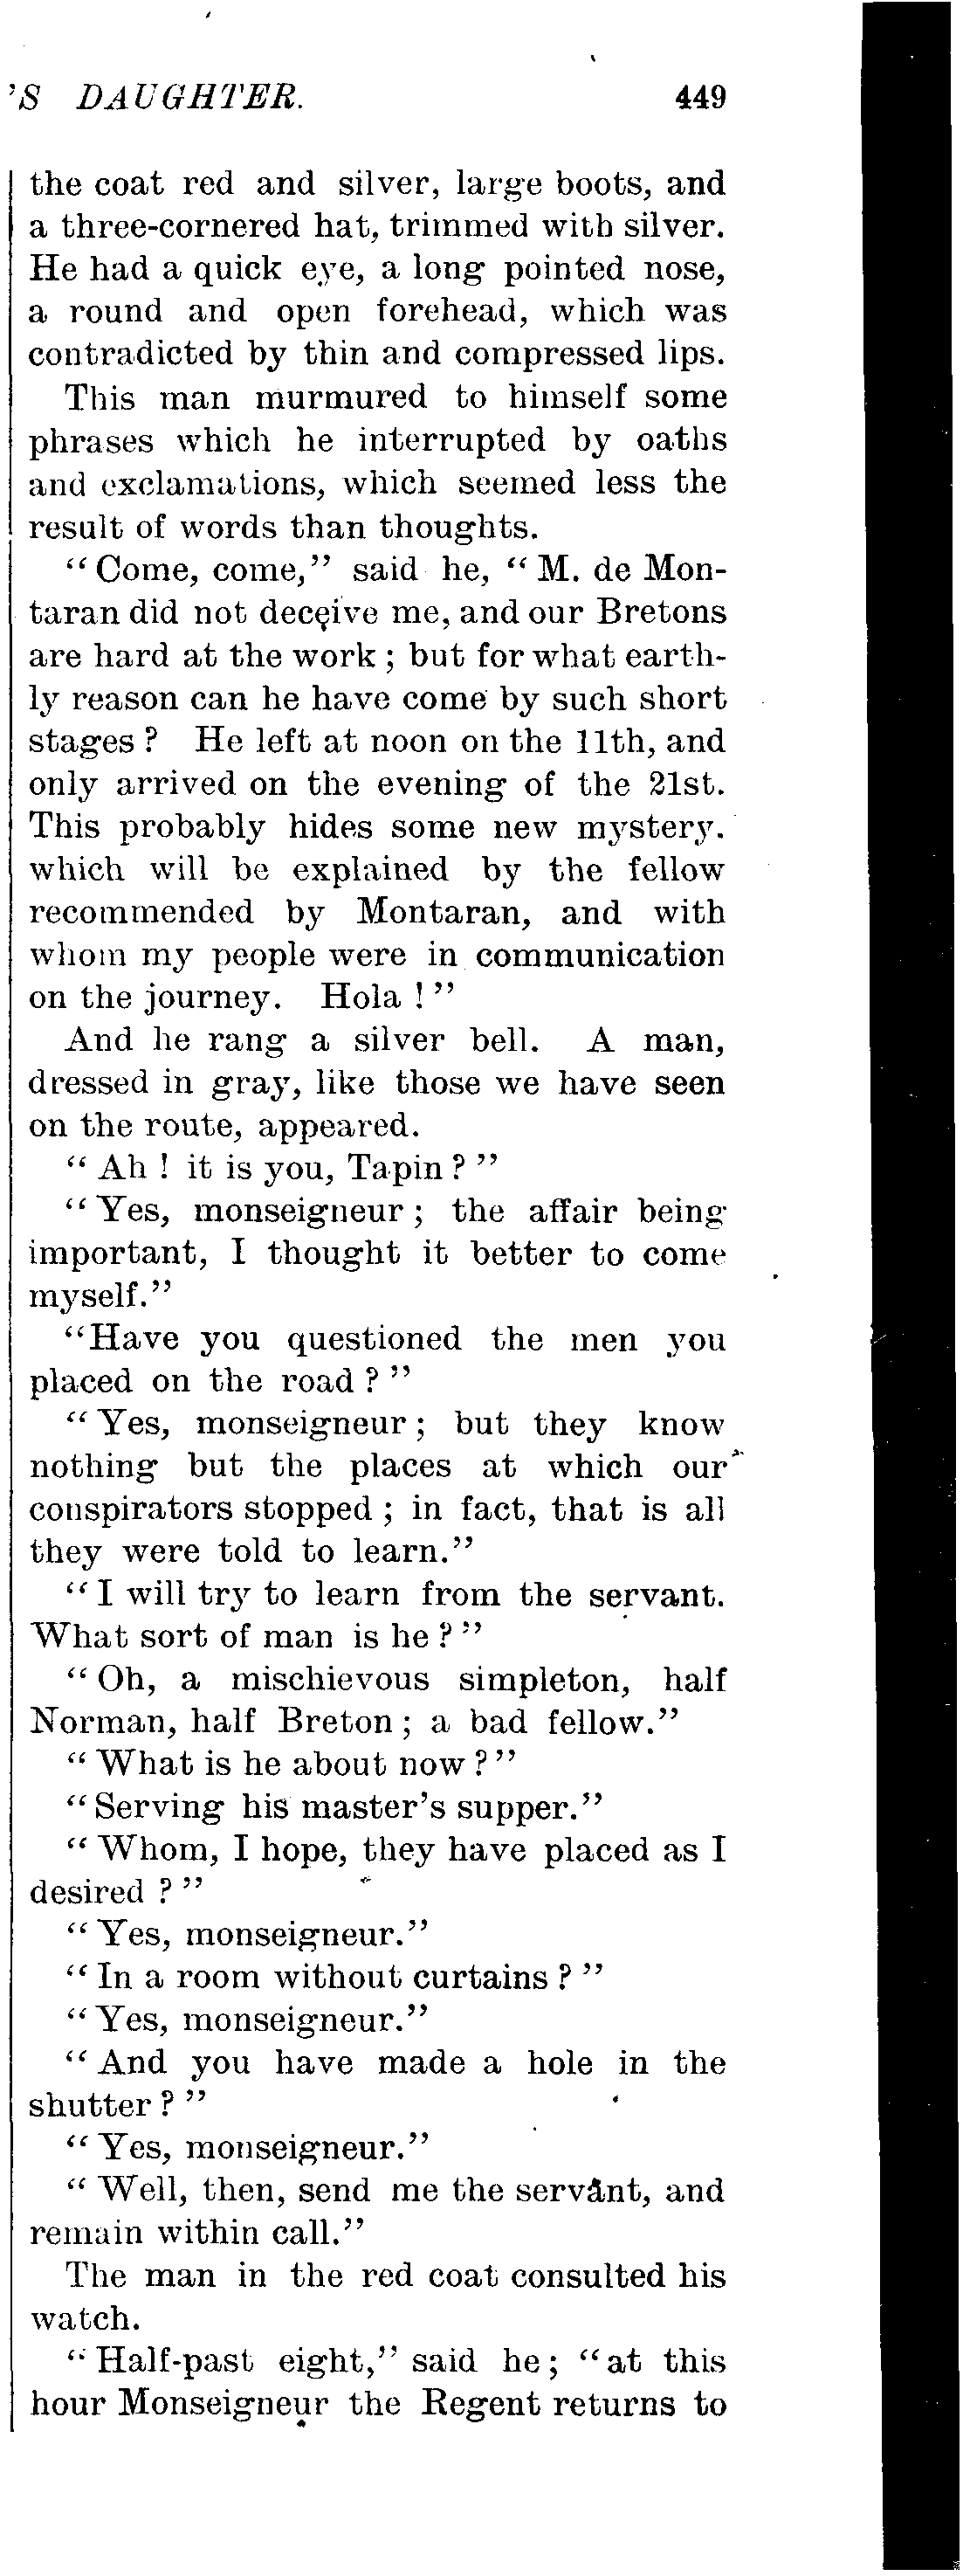 'S DAUGHTER. 449
the coat red and silver, large boots, and
a three-cornered hat, trimmed with silver.
He had a quick eye, a long pointed nose,
a round and open forehead, which was
contradicted by thin and compressed lips.
This man murmured to himself some
phrases which he interrupted by oaths
and exclamations, which seemed less the
result of words than thoughts.
"Come, come," said he, "M. de Mon-
taran did not deceive me, and our Bretons
are hard at the work; but for what earth-
ly reason can he have come by such short
stages? He left at noon on the 11th, and
only arrived on the evening of the 21st.
This probably hides some new mystery.
which will be explained by the fellow
recommended by Montaran, and with
whom my people were in communication
on the journey. Hola!"
And he rang a silver bell. A man,
dressed in gray, like those we have seen
on the route, appeared.
"Ah! it is you, Tapin?"
"Yes, monseigneur; the affair being
important, I thought it better to come
myself."
"Have you questioned the men you
placed on the road?"
"Yes, monseigneur; but they know
nothing but the places at which our
conspirators stopped; in fact, that is all
they were told to learn."
"I will try to learn from the servant.
What sort of man is he?"
"Oh, a mischievous simpleton, half
Norman, half Breton; a bad fellow."
"What is he about now?"
"Serving his master's supper."
"Whom, I hope, they have placed as I
desired?"
"Yes, monseigneur."
"In a room without curtains?"
"Yes, monseigneur."
"And you have made a hole in the
shutter?"
"Yes, monseigneur."
"Well, then, send me the servant, and
remain within call."
The man in the red coat consulted his
watch.
"Half-past eight," said he; "at this
hour Monseigneur the Regent returns to